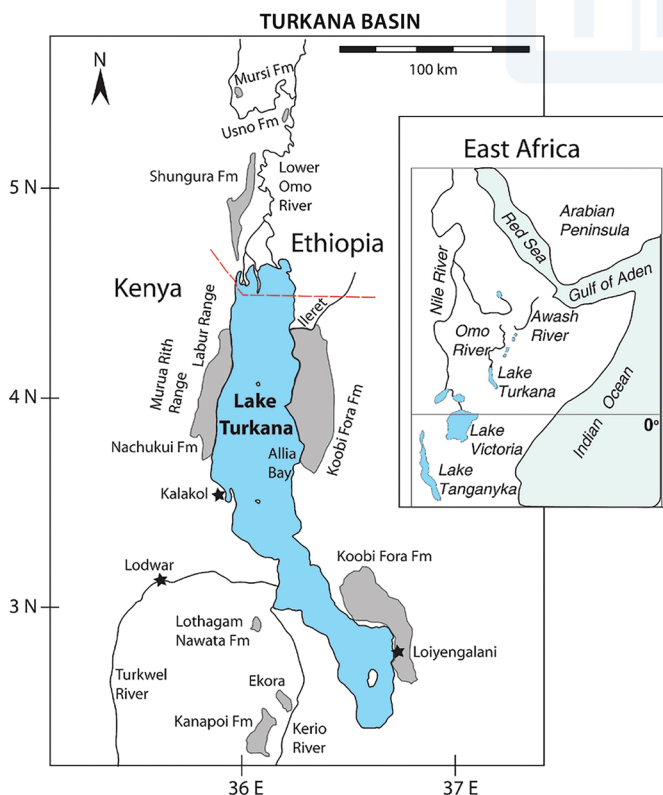 TURKANA BASIN
N
100 km
Mursi Fm
Usno Fm
Shungura Fm
Lower
Omo
River
5 N
Ethiopia
Kenya
Ileret
Labur Range
Murua Rith
Range
4 N
Lake
Turkana
Koobi Fora Fm
Nachukui Fm
Allia
Bay
Kalakol
Lodwar
Koobi Fora Fm
3 N
Lothagam
Nawata Fm
Loiyengalani
Turkwel
River
Ekora
Kanapoi Fm
Kerio
River
36 E
37 E
East Africa
Red Sea
Arabian
Peninsula
Nile River
Gulf of Aden
Awash
River
Omo
River
Lake
Turkana
Indian Ocean
0°
Lake
Victoria
Lake
Tanganyka